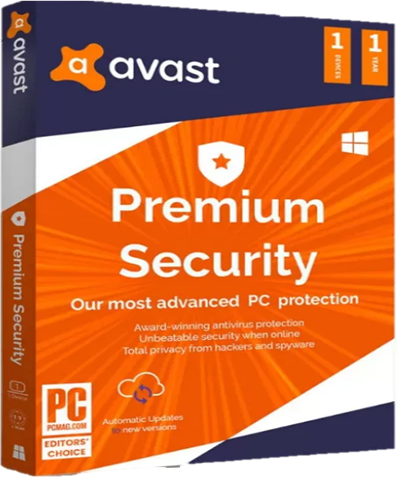 avast
1
DEVICES
1
YEAR
Premium
Security
Our most advanced PC protection
Award-winning antivirus protection
Unbeatable security when online
Total privacy from hackers and spyware
Automatic Updates
to new versions
PC
PCMAG.COM
EDITORS'
CHOICE
Premium Security